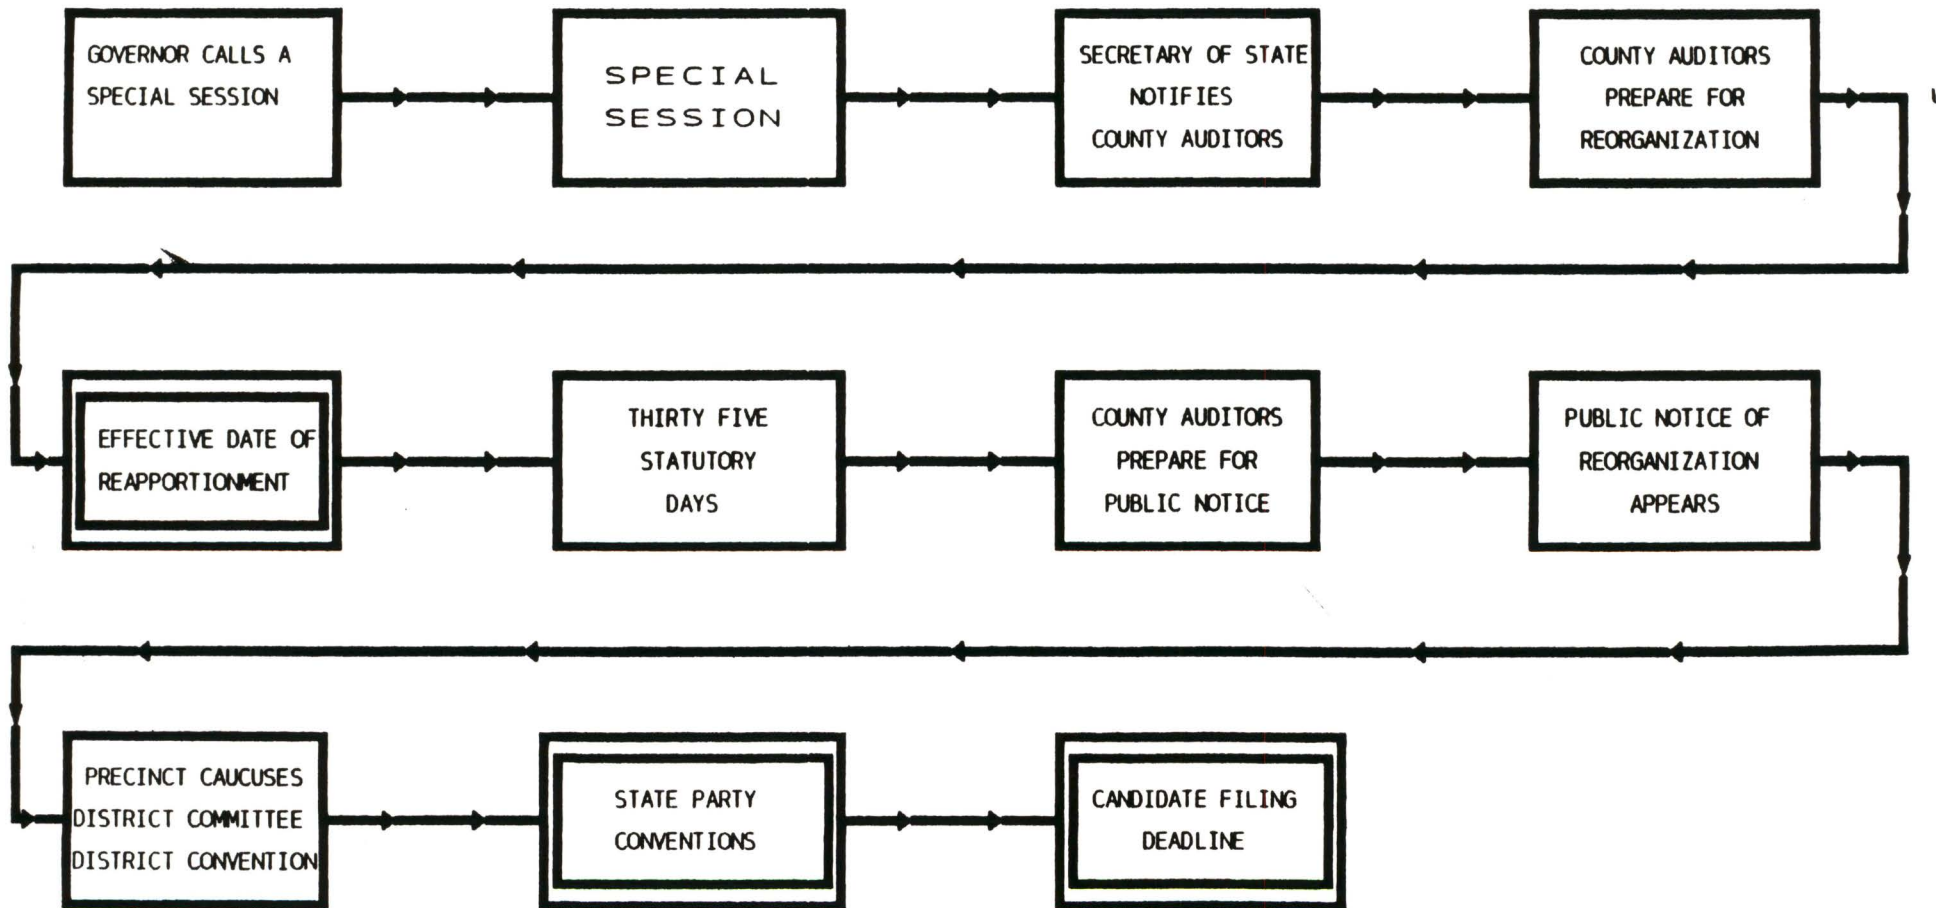 GOVERNOR CALLS A
SPECIAL SESSION
SPECIAL
SESSION
SECRETARY OF STATE
NOTIFIES
COUNTY AUDITORS
COUNTY AUDITORS
PREPARE FOR
REORGANIZATION
EFFECTIVE DATE OF
REAPPORTIONMENT
THIRTY FIVE
STATUTORY
DAYS
COUNTY AUDITORS
PREPARE FOR
PUBLIC NOTICE
PUBLIC NOTICE OF
REORGANIZATION
APPEARS
PRECINCT CAUCUSES
DISTRICT COMMITTEE
DISTRICT CONVENTION
STATE PARTY
CONVENTIONS
CANDIDATE FILING
DEADLINE